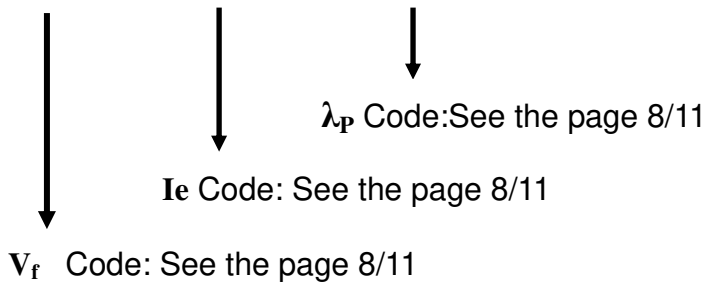 λP Code:See the page 8/11
Ie Code: See the page 8/11
Vf Code: See the page 8/11